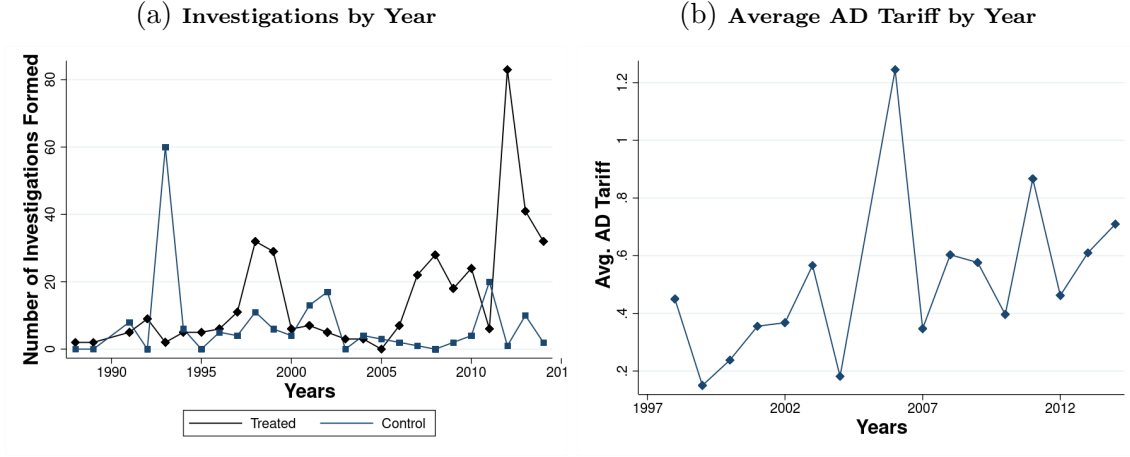 (a) Investigations by Year
Number of Investigations Formed
80
60
40
20
0
1990 1995 2000 2005 2010 201
Years
Treated Control
(b) Average AD Tariff by Year
Avg. AD Tariff
1.2
1
.8
.6
.4
.2
1997 2002 2007 2012
Years